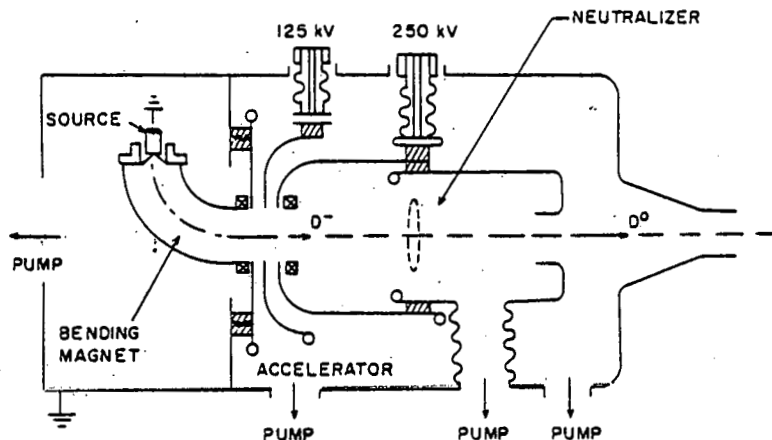 NEUTRALIZER
125 kV
250 kV
SOURCE
D⁻
D⁰
PUMP
BENDING
MAGNET
ACCELERATOR
PUMP
PUMP
PUMP